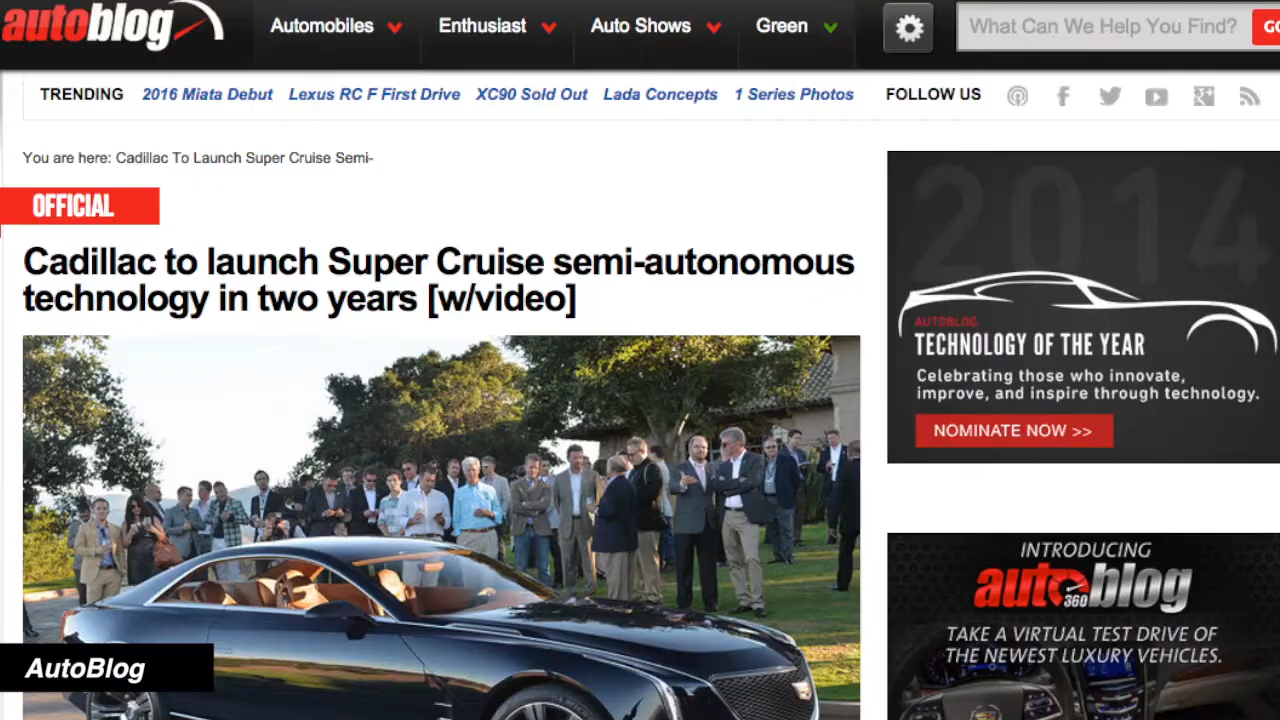 autoblog
Automobiles
Enthusiast
Auto Shows
Green
What Can We Help You Find?
TRENDING
2016 Miata Debut
Lexus RC F First Drive
XC90 Sold Out
Lada Concepts
1 Series Photos
FOLLOW US
You are here: Cadillac To Launch Super Cruise Semi-
OFFICIAL
Cadillac to launch Super Cruise semi-autonomous
technology in two years [w/video]
2014
AUTOBLOG
TECHNOLOGY OF THE YEAR
Celebrating those who innovate,
improve, and inspire through technology.
NOMINATE NOW >>
INTRODUCING
autoblog
360
TAKE A VIRTUAL TEST DRIVE OF
THE NEWEST LUXURY VEHICLES.
AutoBlog